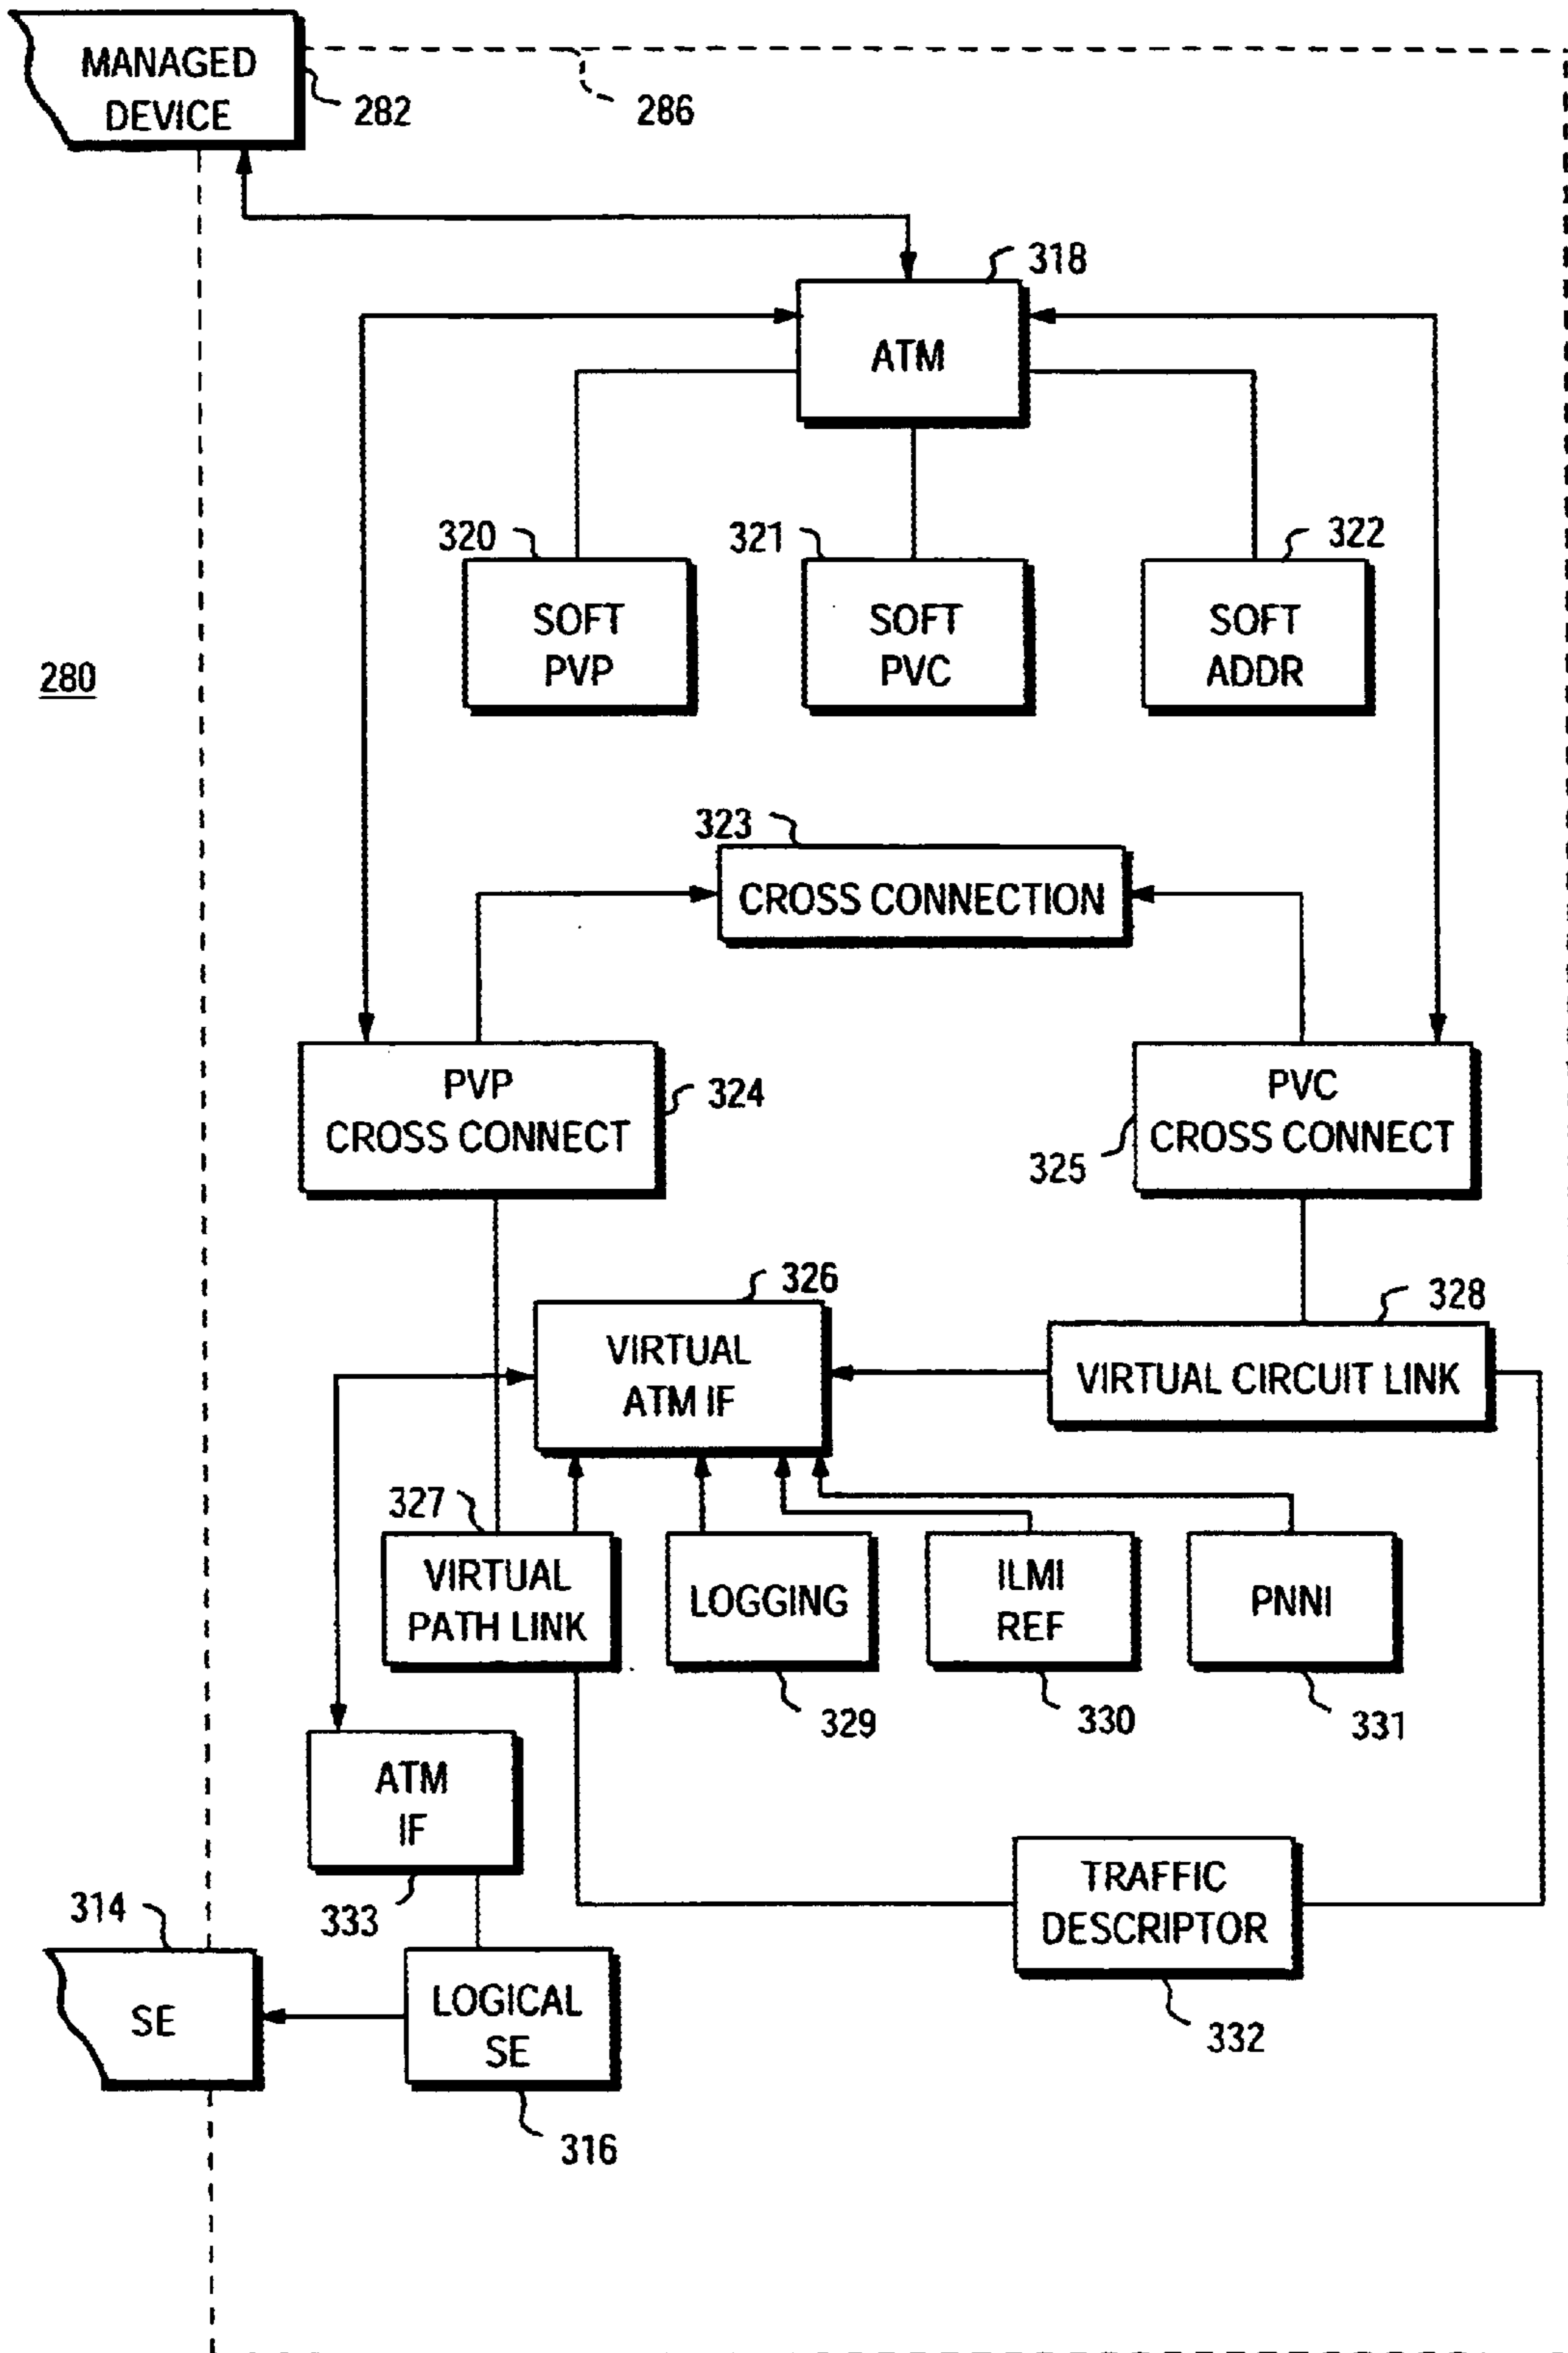 MANAGED
DEVICE
282
286
318
ATM
320
321
322
SOFT
PVP
SOFT
PVC
SOFT
ADDR
280
323
CROSS CONNECTION
PVP
CROSS CONNECT
324
PVC
CROSS CONNECT
325
326
VIRTUAL
ATM IF
328
VIRTUAL CIRCUIT LINK
327
VIRTUAL
PATH LINK
LOGGING
ILMI
REF
PNNI
329
330
331
ATM
IF
333
TRAFFIC
DESCRIPTOR
332
314
SE
LOGICAL
SE
316